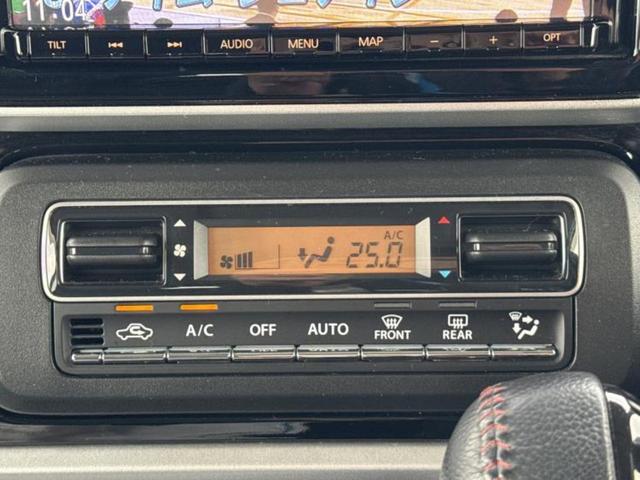 11:04
TILT AUDIO MENU MAP − + OPT
A/C
25.0
A/C OFF AUTO FRONT REAR